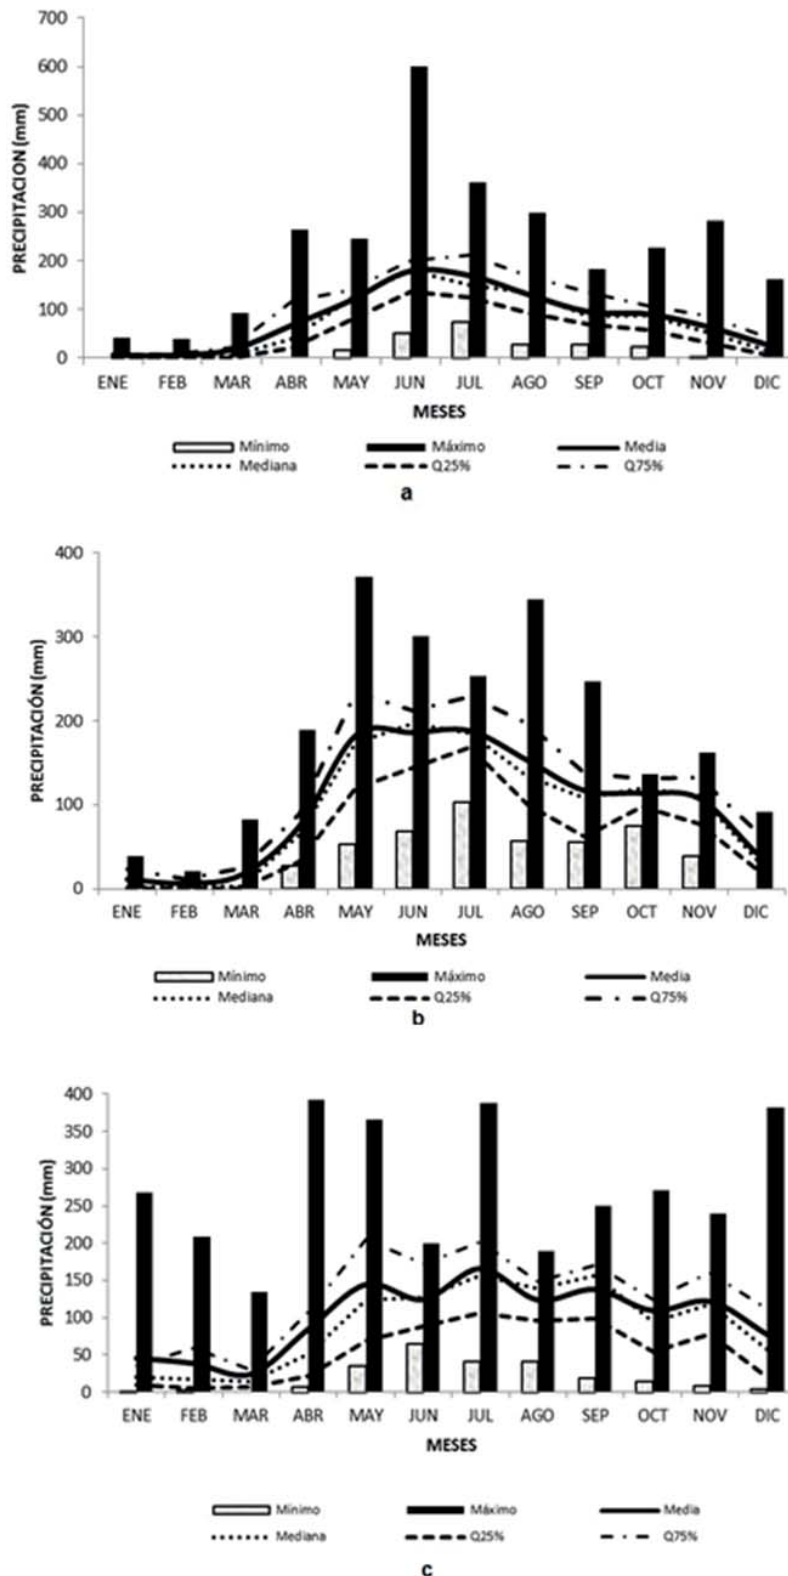 700
600
500
400
300
200
100
0
PRECIPITACION (mm)
ENE FEB MAR ABR MAY JUN JUL AGO SEP OCT NOV DIC
MESES
Mínimo Máximo Media
Mediana Q25% Q75%
a
400
300
200
100
0
PRECIPITACIÓN (mm)
ENE FEB MAR ABR MAY JUN JUL AGO SEP OCT NOV DIC
MESES
Mínimo Máximo Media
Mediana Q25% Q75%
b
400
350
300
250
200
150
100
50
0
PRECIPITACIÓN (mm)
ENE FEB MAR ABR MAY JUN JUL AGO SEP OCT NOV DIC
MESES
Mínimo Máximo Media
Mediana Q25% Q75%
c